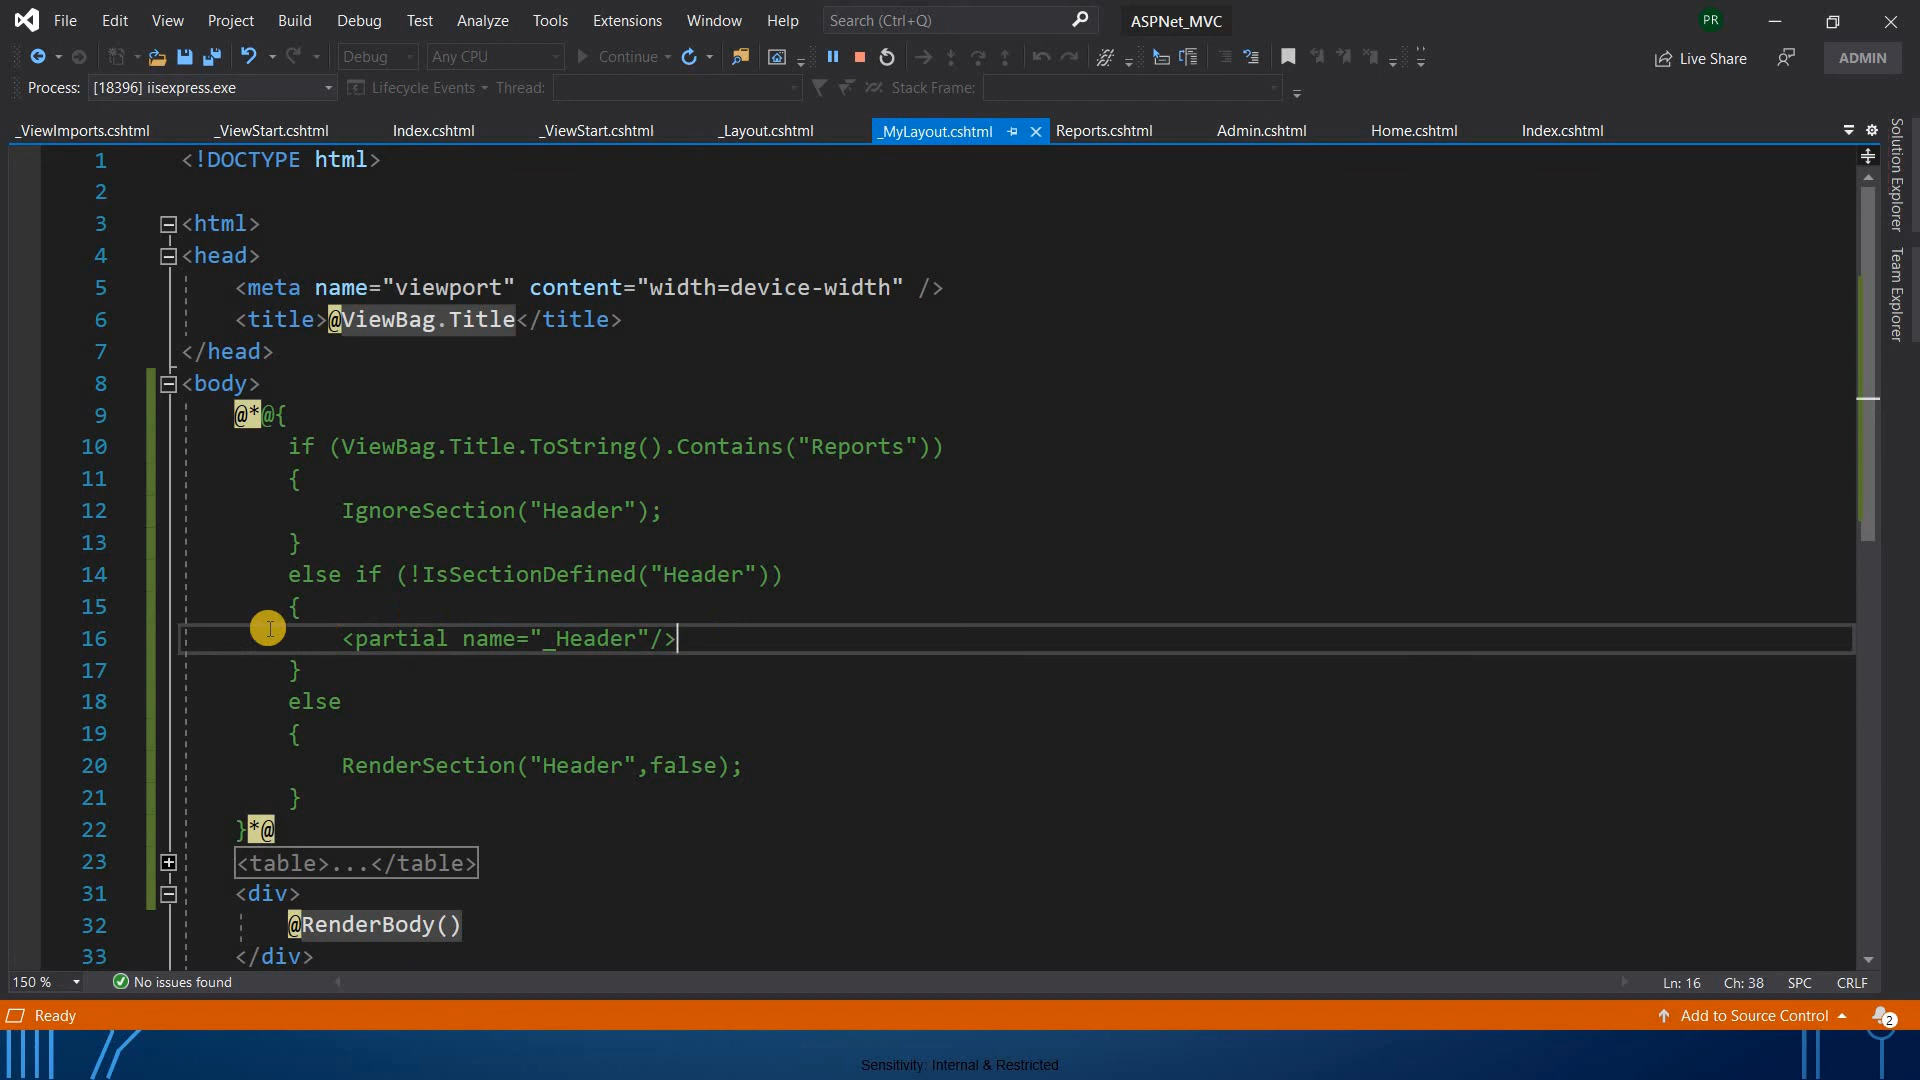 File Edit View Project Build Debug Test Analyze Tools Extensions Window Help Search (Ctrl+Q) ASPNet_MVC PR
Debug Any CPU Continue Live Share ADMIN
Process: [18396] iisexpress.exe Lifecycle Events Thread: Stack Frame:
_ViewImports.cshtml _ViewStart.cshtml Index.cshtml _ViewStart.cshtml _Layout.cshtml _MyLayout.cshtml Reports.cshtml Admin.cshtml Home.cshtml Index.cshtml
Solution Explorer
Team Explorer
1 <!DOCTYPE html>
2
3 <html>
4 <head>
5 <meta name="viewport" content="width=device-width" />
6 <title>@ViewBag.Title</title>
7 </head>
8 <body>
9 @*@{
10 if (ViewBag.Title.ToString().Contains("Reports"))
11 {
12 IgnoreSection("Header");
13 }
14 else if (!IsSectionDefined("Header"))
15 {
16 <partial name="_Header"/>
17 }
18 else
19 {
20 RenderSection("Header",false);
21 }
22 }*@
23 <table>...</table>
31 <div>
32 @RenderBody()
33 </div>
150 % No issues found Ln: 16 Ch: 38 SPC CRLF
Ready Add to Source Control 2
Sensitivity: Internal & Restricted